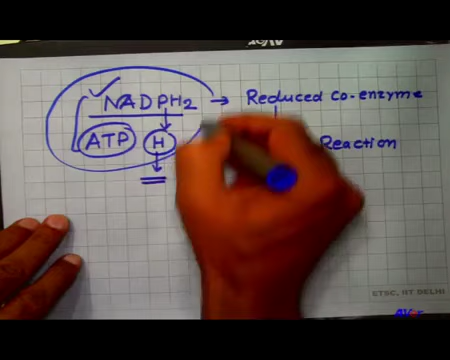 NADPH2 → Reduced Co-enzyme
ATP H Reaction
ETSC, IIT DELHI